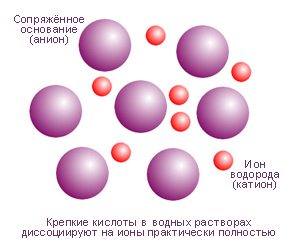 Сопряжённое
основание
(анион)
Ион
водорода
(катион)
Крепкие кислоты в водных растворах
диссоциируют на ионы практически полностью